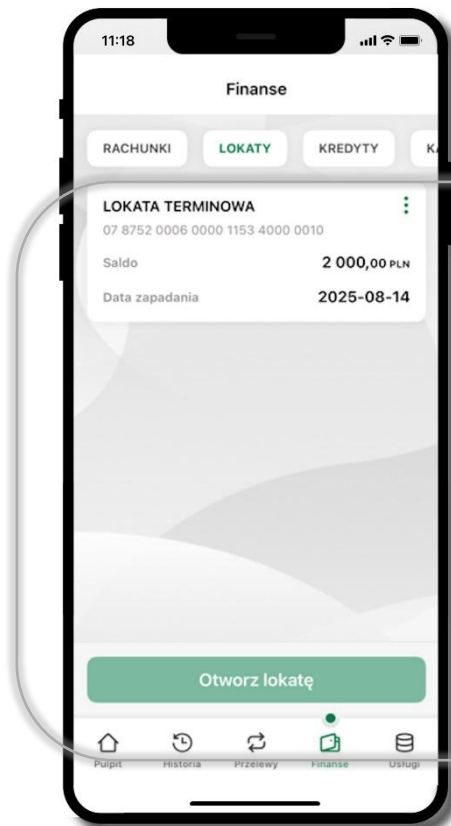 11:18
Finanse
RACHUNKI LOKATY KREDYTY
LOKATA TERMINOWA
07 8752 0006 0000 1153 4000 0010
Saldo 2 000,00 PLN
Data zapadania 2025-08-14
Otworz lokatę
Pulpit Historia Przelewy Finanse Usługi